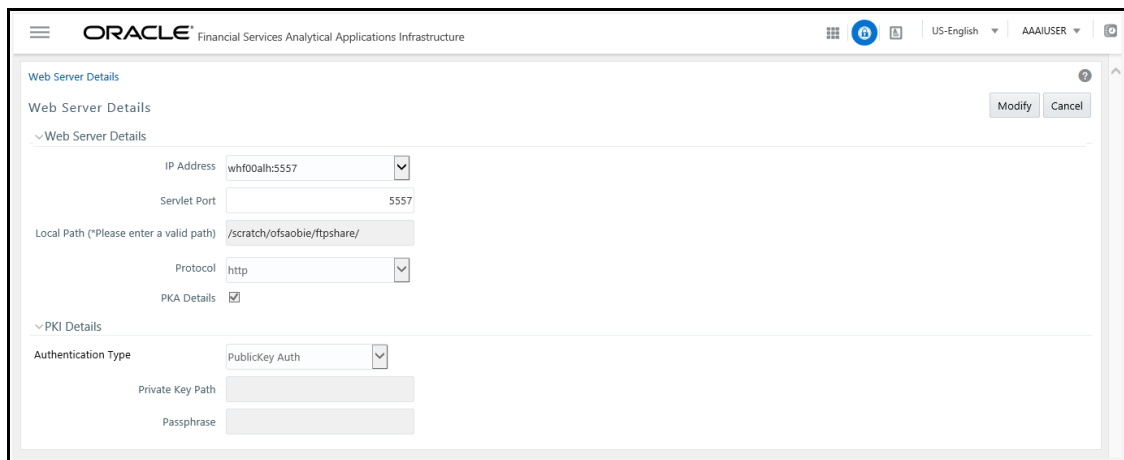 ORACLE® Financial Services Analytical Applications Infrastructure US-English AAAIUSER
Web Server Details ?
Web Server Details Modify Cancel
Web Server Details
IP Address whf00alh:5557
Servlet Port 5557
Local Path (*Please enter a valid path) /scratch/ofsaobie/ftpshare/
Protocol http
PKA Details
PKI Details
Authentication Type PublicKey Auth
Private Key Path
Passphrase